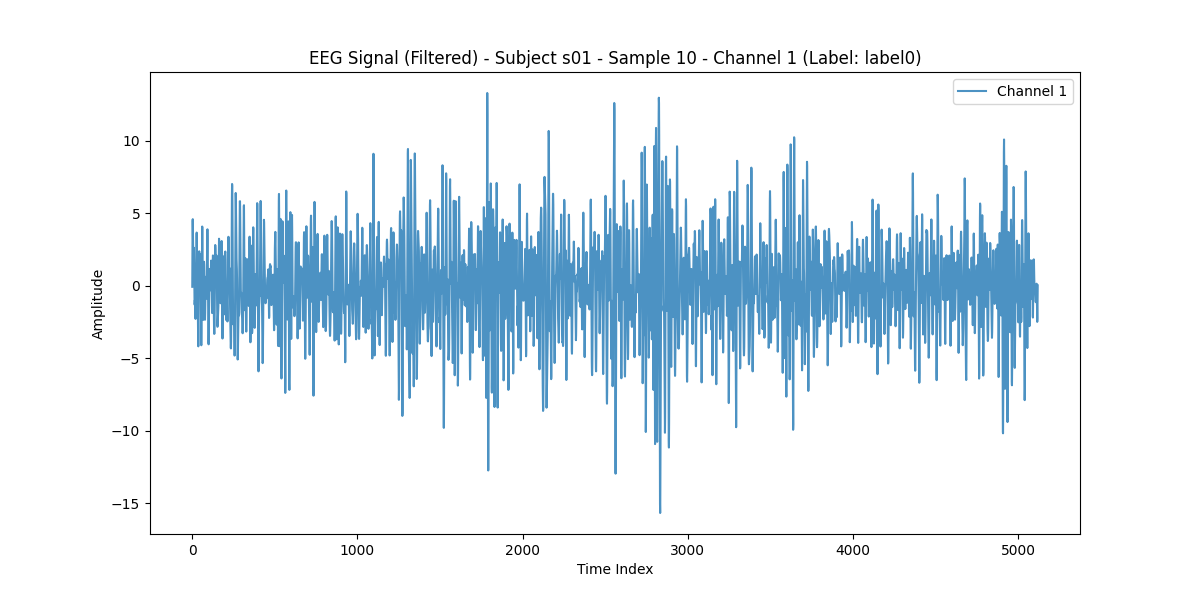 EEG Signal (Filtered) - Subject s01 - Sample 10 - Channel 1 (Label: label0)
Channel 1
10
5
0
−5
−10
−15
Amplitude
0 1000 2000 3000 4000 5000
Time Index